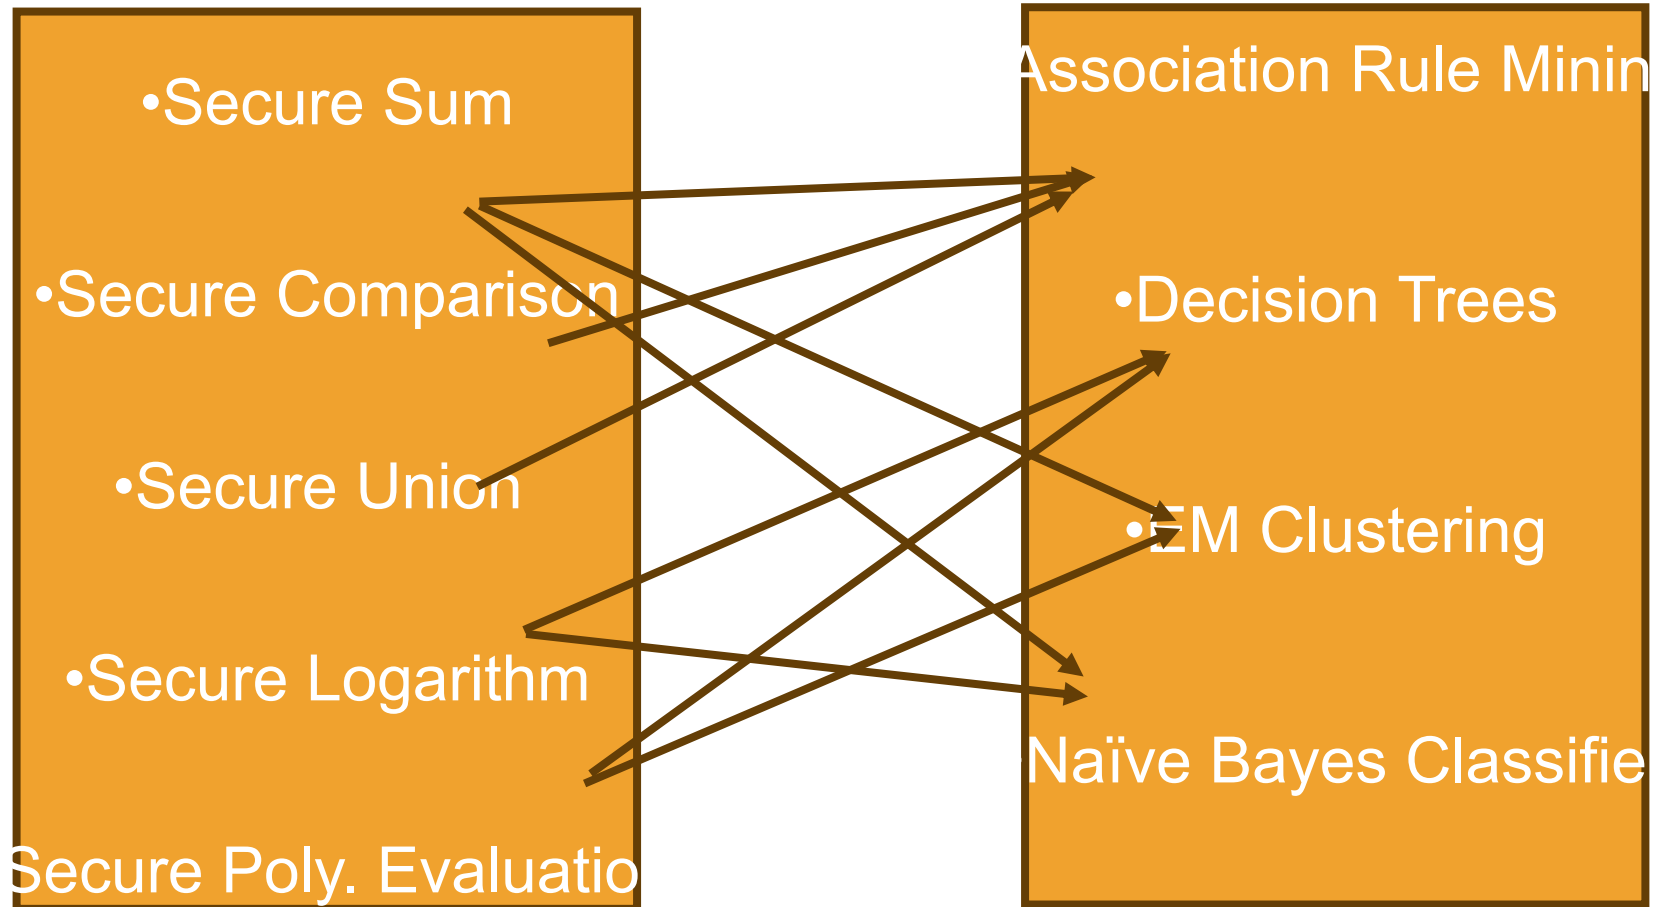 •Secure Sum
•Secure Comparison
•Secure Union
•Secure Logarithm
Secure Poly. Evaluatio
Association Rule Minin
•Decision Trees
•EM Clustering
Naïve Bayes Classifie